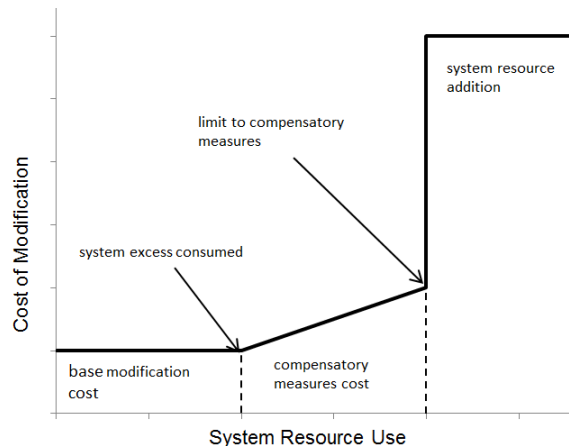 system resource
addition
limit to compensatory
measures
system excess consumed
base modification
cost
compensatory
measures cost
Cost of Modification
System Resource Use